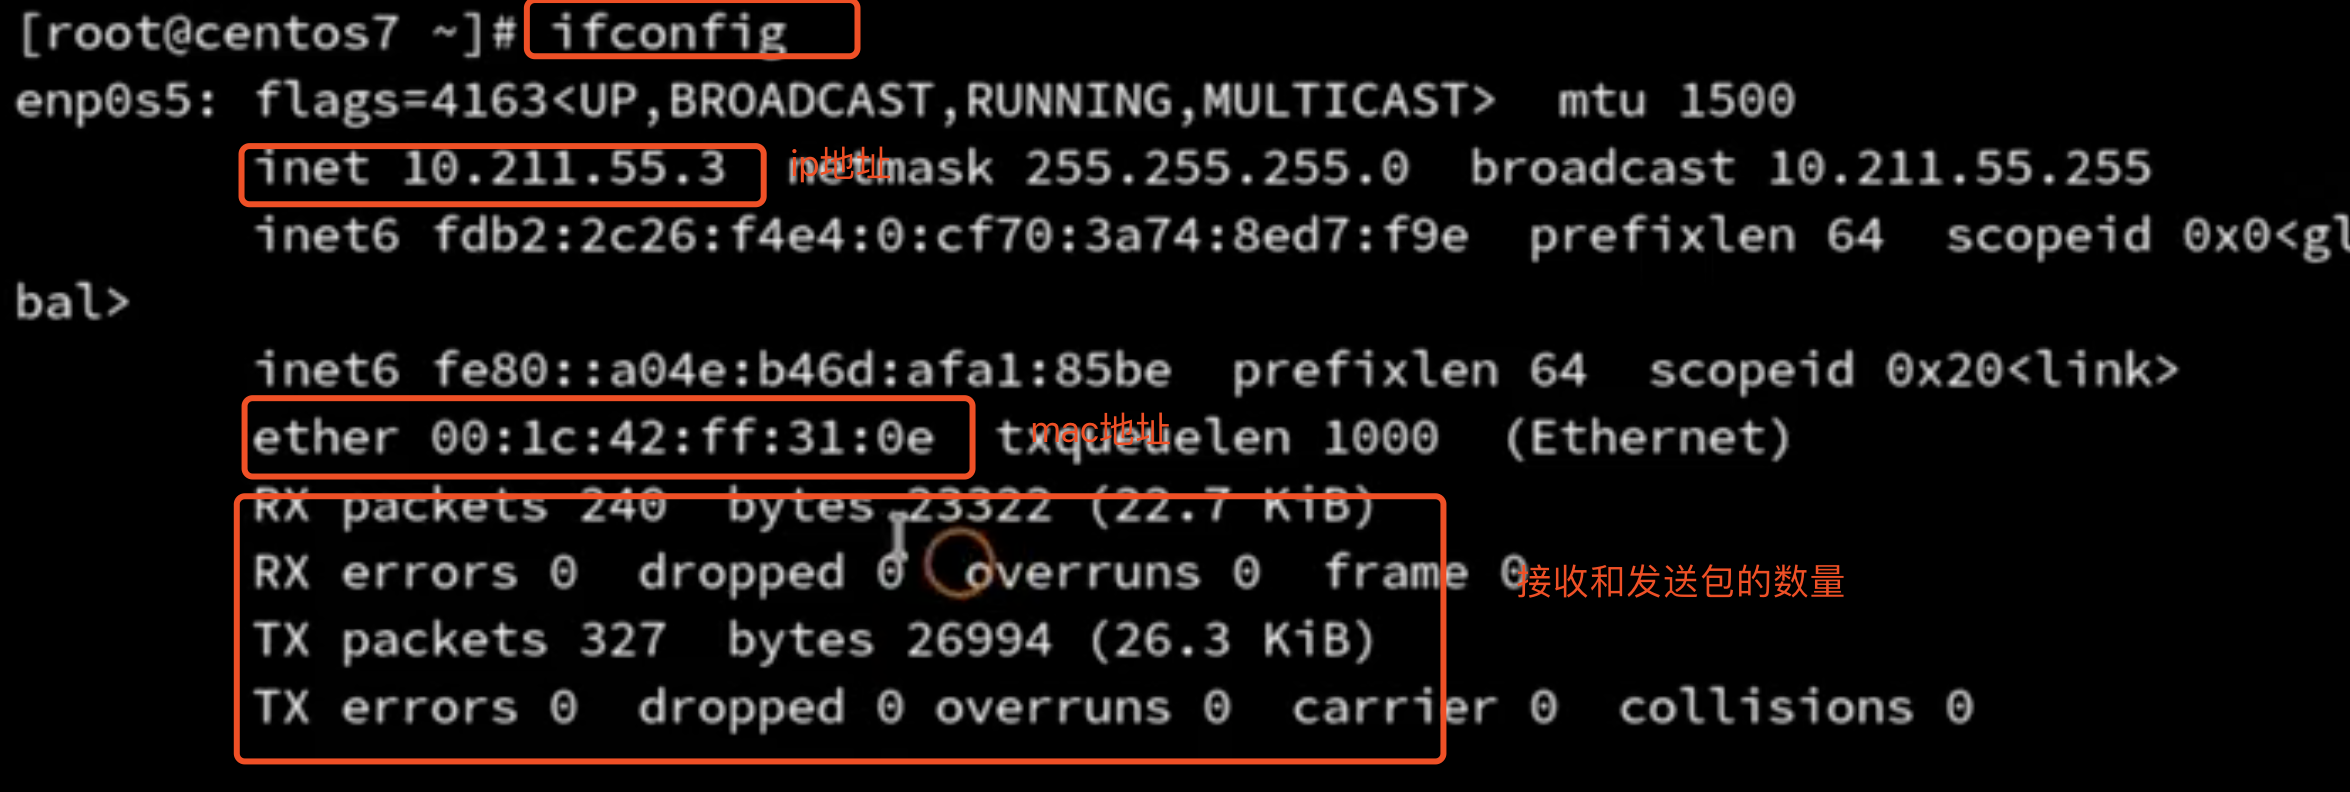 [root@centos7 ~]# ifconfig
enp0s5: flags=4163<UP,BROADCAST,RUNNING,MULTICAST>  mtu 1500
inet 10.211.55.3  netmask 255.255.255.0  broadcast 10.211.55.255
ip地址
inet6 fdb2:2c26:f4e4:0:cf70:3a74:8ed7:f9e  prefixlen 64  scopeid 0x0<gl
bal>
inet6 fe80::a04e:b46d:afa1:85be  prefixlen 64  scopeid 0x20<link>
ether 00:1c:42:ff:31:0e  txqueuelen 1000  (Ethernet)
mac地址
RX packets 240  bytes 23322 (22.7 KiB)
RX errors 0  dropped 0  overruns 0  frame 0
接收和发送包的数量
TX packets 327  bytes 26994 (26.3 KiB)
TX errors 0  dropped 0 overruns 0  carrier 0  collisions 0